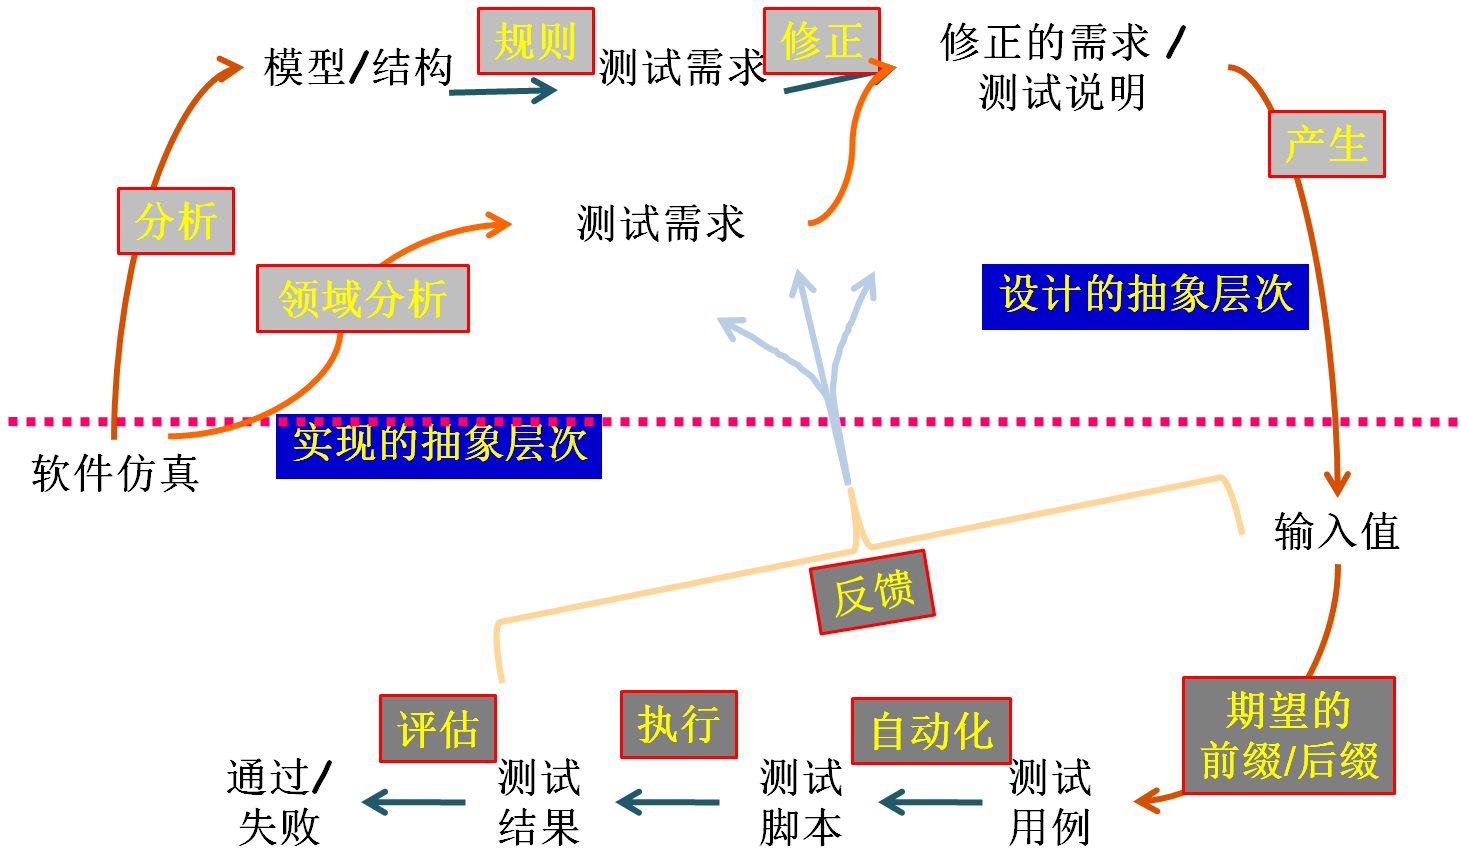 规则
修正
修正的需求 /
模型/结构
测试需求
测试说明
产生
分析
测试需求
领域分析
设计的抽象层次
实现的抽象层次
软件仿真
输入值
反馈
评估
执行
自动化
期望的
前缀/后缀
通过/
失败
测试
结果
测试
脚本
测试
用例